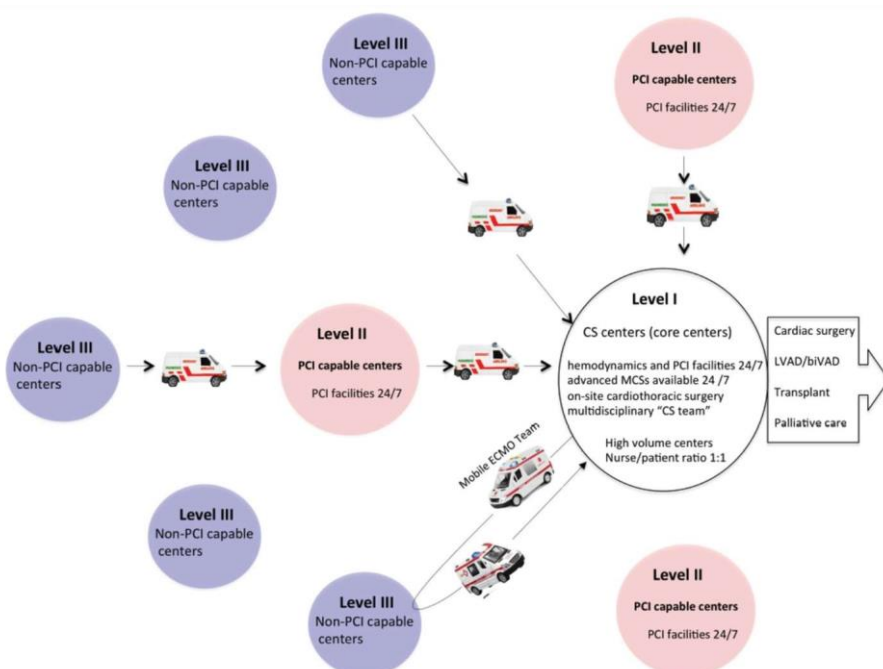 Level III
Non-PCI capable
centers
Level II
PCI capable centers
PCI facilities 24/7
Level III
Non-PCI capable
centers
Level III
Non-PCI capable
centers
Level II
PCI capable centers
PCI facilities 24/7
Level I
CS centers (core centers)
hemodynamics and PCI facilities 24/7
advanced MCSs available 24 /7
on-site cardiothoracic surgery
multidisciplinary “CS team”
High volume centers
Nurse/patient ratio 1:1
Cardiac surgery
LVAD/biVAD
Transplant
Palliative care
Mobile ECMO Team
Level III
Non-PCI capable
centers
Level III
Non-PCI capable
centers
Level II
PCI capable centers
PCI facilities 24/7